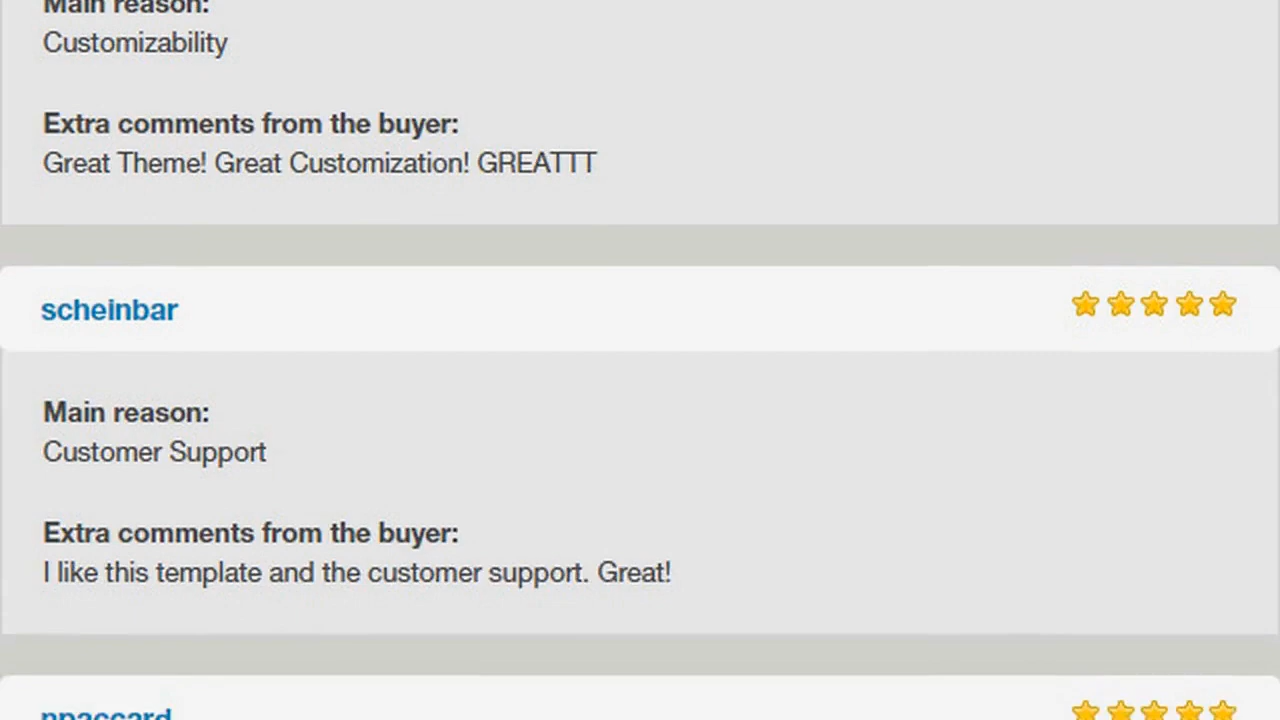 Main reason:
Customizability
Extra comments from the buyer:
Great Theme! Great Customization! GREATTT
scheinbar
Main reason:
Customer Support
Extra comments from the buyer:
I like this template and the customer support. Great!
npaccard